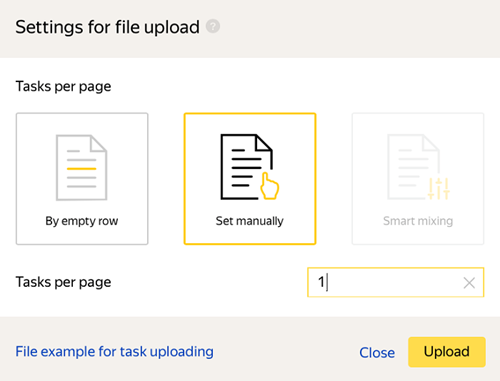 Settings for file upload ?
Tasks per page
By empty row
Set manually
Smart mixing
Tasks per page
1
File example for task uploading
Close
Upload